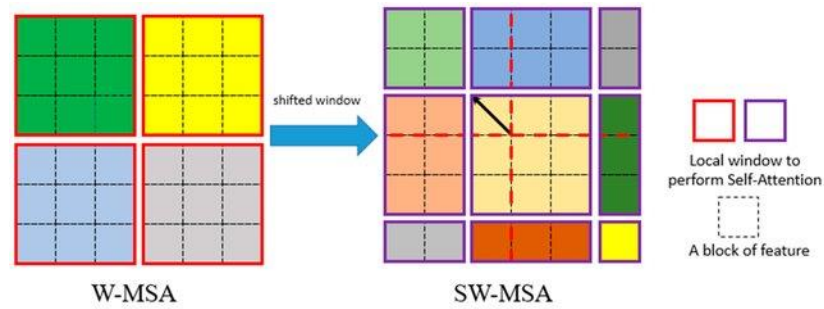 shifted window
Local window to
perform Self-Attention
A block of feature
W-MSA
SW-MSA